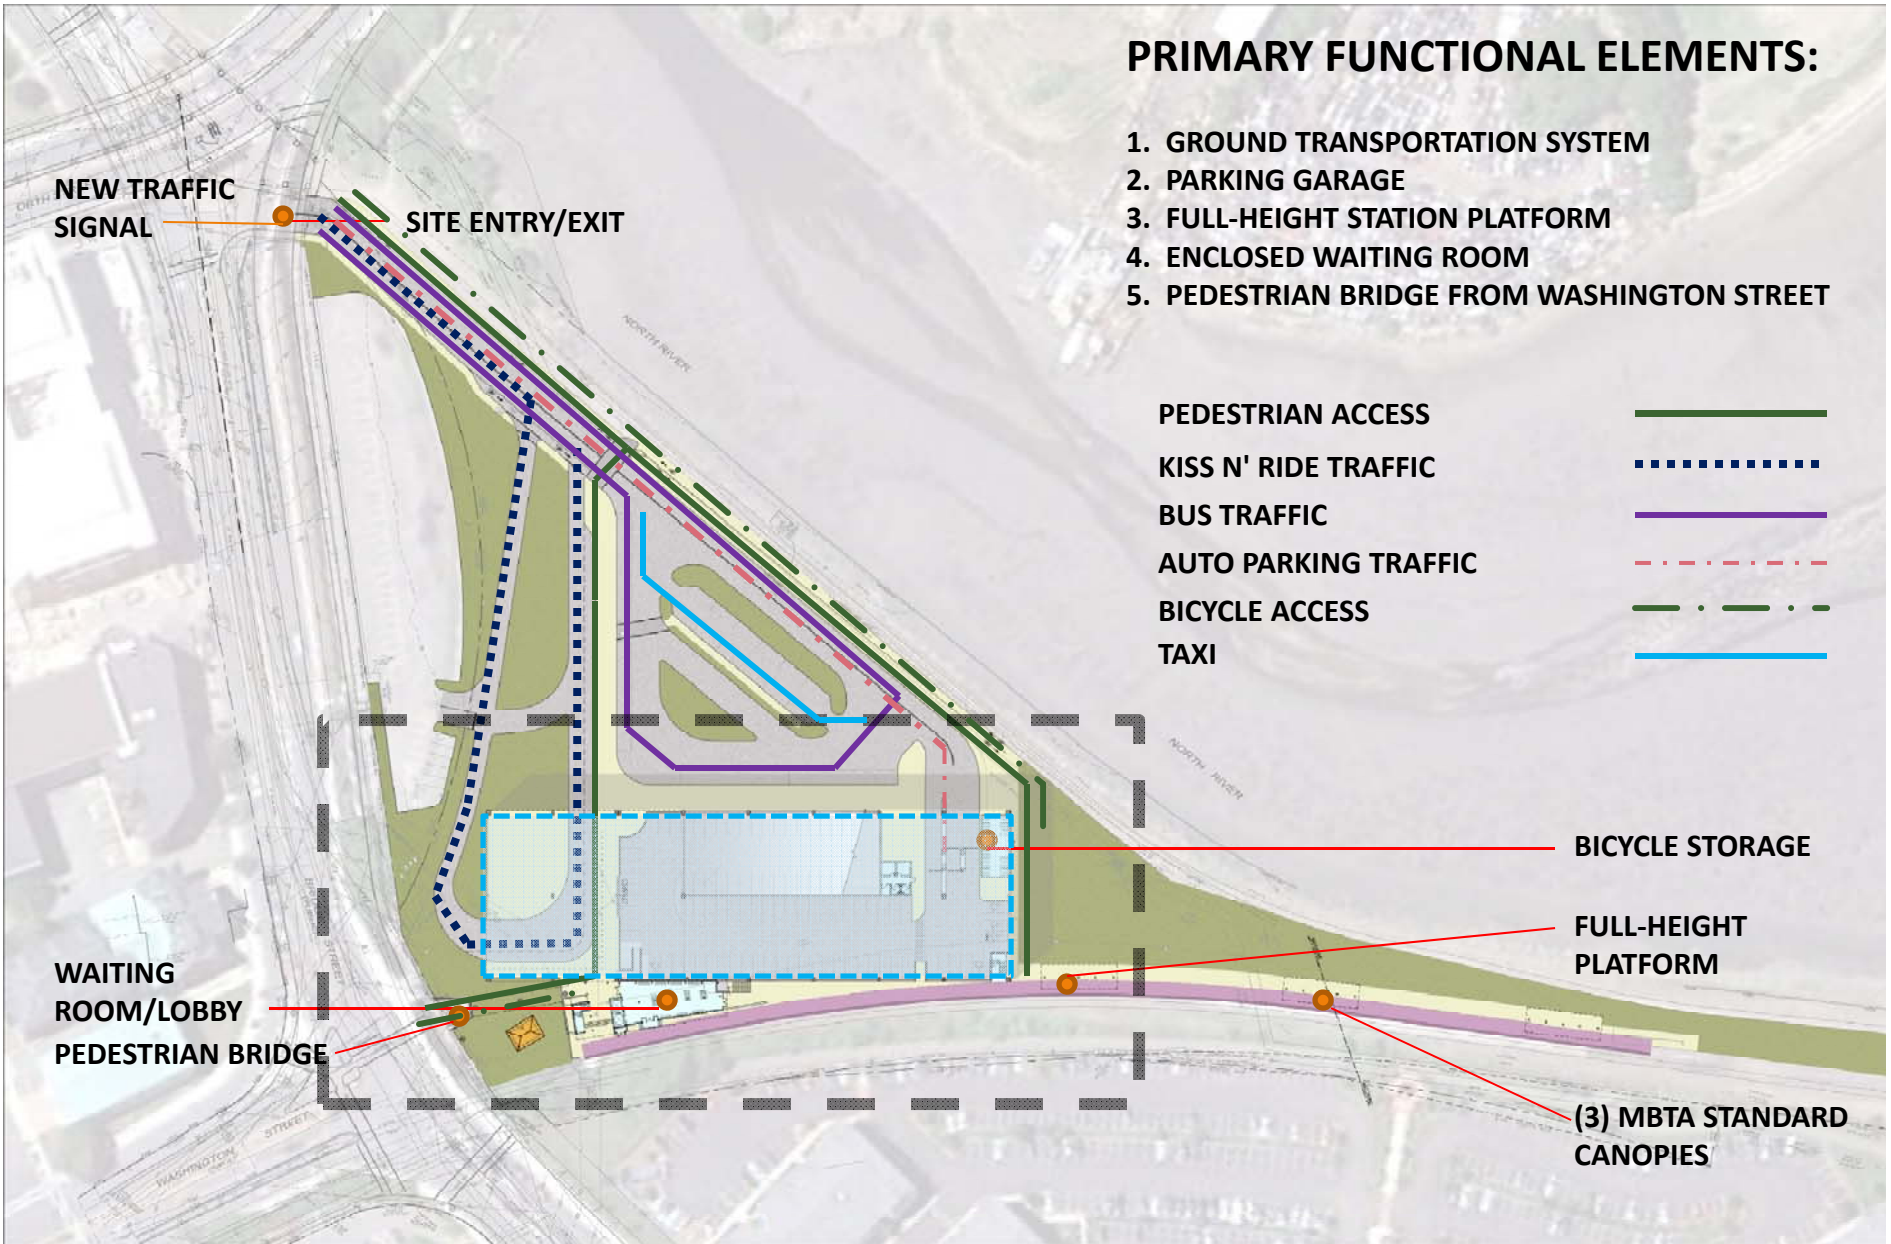 PRIMARY FUNCTIONAL ELEMENTS:
1. GROUND TRANSPORTATION SYSTEM
2. PARKING GARAGE
3. FULL-HEIGHT STATION PLATFORM
4. ENCLOSED WAITING ROOM
5. PEDESTRIAN BRIDGE FROM WASHINGTON STREET
NEW TRAFFIC
SIGNAL
SITE ENTRY/EXIT
NORTH RIVER
PEDESTRIAN ACCESS
KISS N' RIDE TRAFFIC
BUS TRAFFIC
AUTO PARKING TRAFFIC
BICYCLE ACCESS
TAXI
NORTH RIVER
BICYCLE STORAGE
FULL-HEIGHT
PLATFORM
WAITING
ROOM/LOBBY
PEDESTRIAN BRIDGE
STREET
(3) MBTA STANDARD
CANOPIES
STREET
WASHINGTON